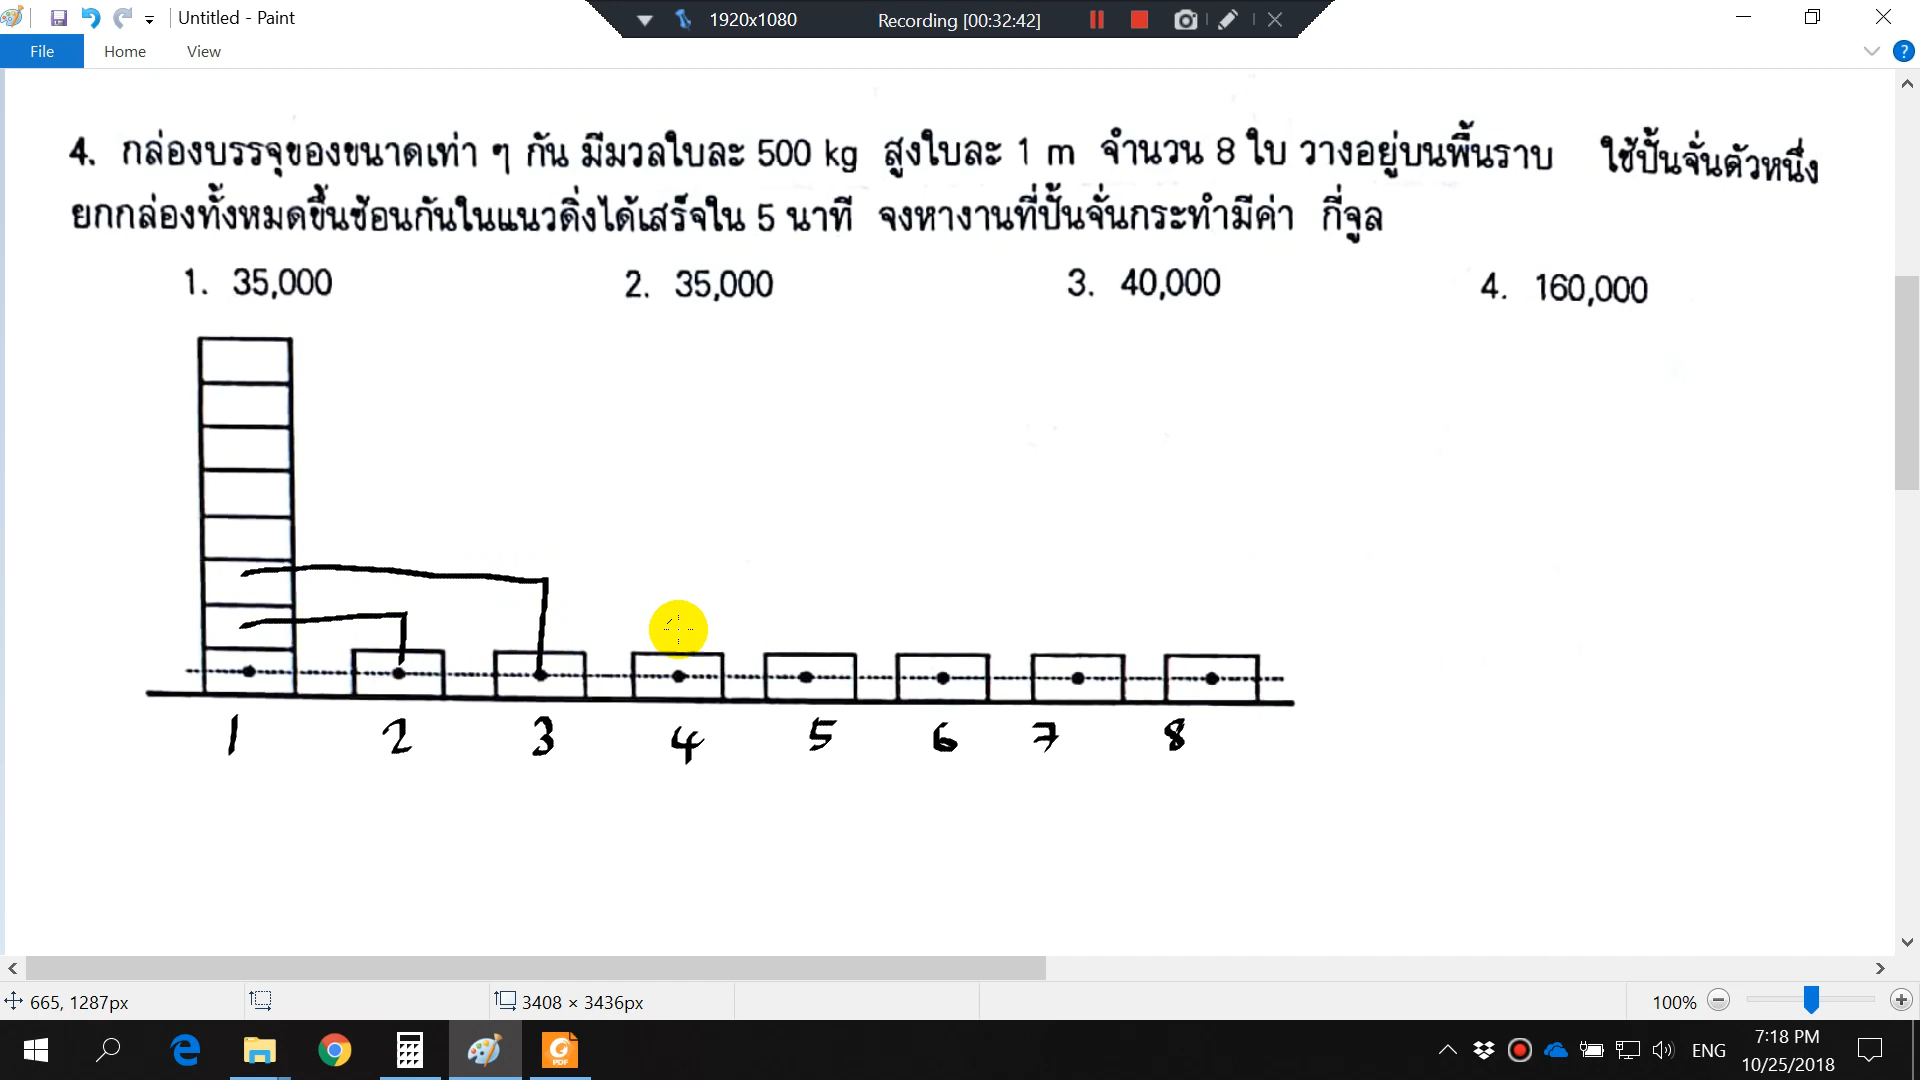 Untitled - Paint
1920x1080
Recording [00:32:42]
File Home View
4. กล่องบรรจุของขนาดเท่า ๆ กัน มีมวลใบละ 500 kg สูงใบละ 1 m จำนวน 8 ใบ วางอยู่บนพื้นราบ ใช้ปั้นจั่นตัวหนึ่ง
ยกกล่องทั้งหมดขึ้นซ้อนกันในแนวดิ่งได้เสร็จใน 5 นาที จงหางานที่ปั้นจั่นกระทำมีค่า กี่จูล
1. 35,000 2. 35,000 3. 40,000 4. 160,000
1 2 3 4 5 6 7 8
665, 1287px
3408 × 3436px
100%
PDF
ENG
7:18 PM
10/25/2018